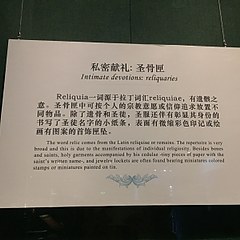 私密献礼: 圣骨匣
Intimate devotions: reliquaries
Reliquia一词源于拉丁词汇reliquiae, 有遗骸之
意。圣骨匣中可按个人的宗教意愿或信仰追求放置不
同物品。除了遗骨和圣徒, 圣服还伴有彰显其身份的
书写了圣徒名字的小纸条, 表面有微缩彩色印记或绘
画有图案的首饰匣坠。
The word relic comes from the Latin reliquiae or remains. The repertoire is very
broad and this is due to the manifestations of individual religiosity. Besides bones
and saints, holy garments accompanied by his cedulas -tiny pieces of paper with the
saint's written name-, and jewelry lockets are often found bearing miniatures colored
stamps or miniatures painted on tin.